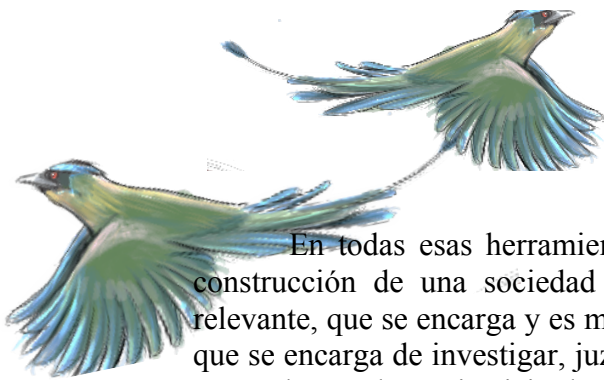 En todas esas herramien
construcción de una sociedad
relevante, que se encarga y es m
que se encarga de investigar, juz